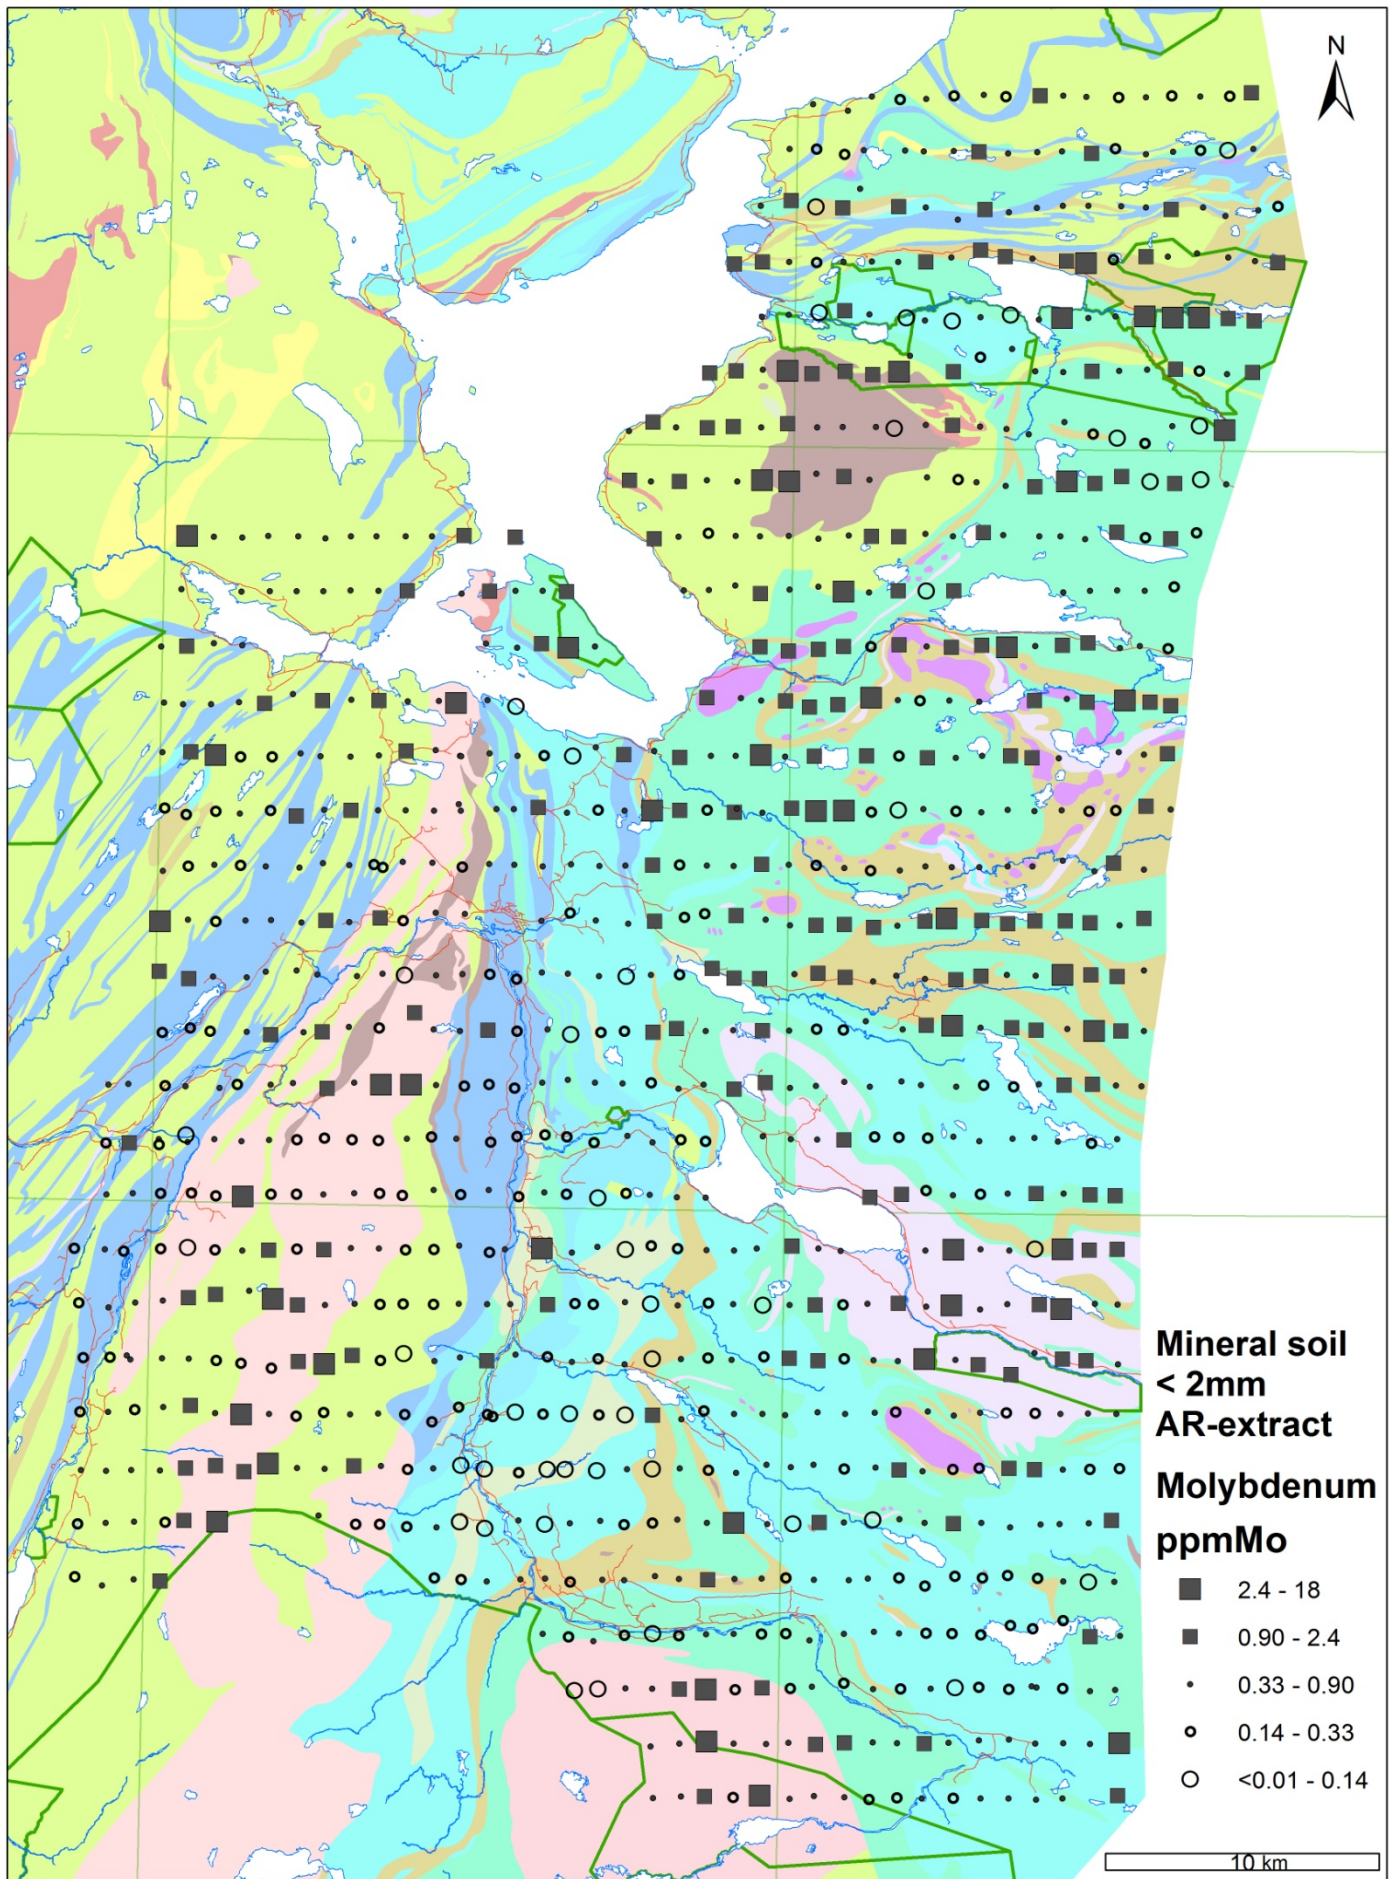 N
Mineral soil
< 2mm
AR-extract
Molybdenum
ppmMo
2.4 - 18
0.90 - 2.4
0.33 - 0.90
0.14 - 0.33
<0.01 - 0.14
10 km